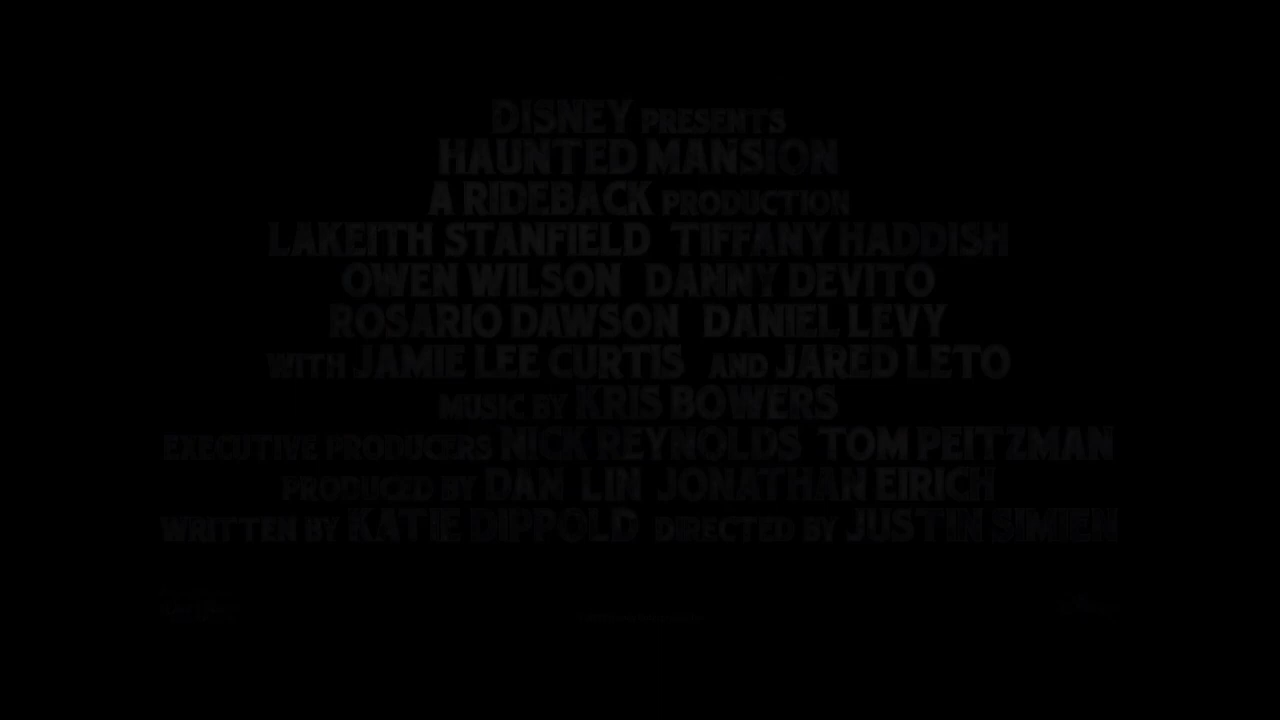 DISNEY PRESENTS
HAUNTED MANSION
A RIDEBACK PRODUCTION
LAKEITH STANFIELD TIFFANY HADDISH
OWEN WILSON DANNY DEVITO
ROSARIO DAWSON DANIEL LEVY
WITH JAMIE LEE CURTIS AND JARED LETO
MUSIC BY KRIS BOWERS
EXECUTIVE PRODUCERS NICK REYNOLDS TOM PEITZMAN
PRODUCED BY DAN LIN JONATHAN EIRICH
WRITTEN BY KATIE DIPPOLD DIRECTED BY JUSTIN SIMIEN